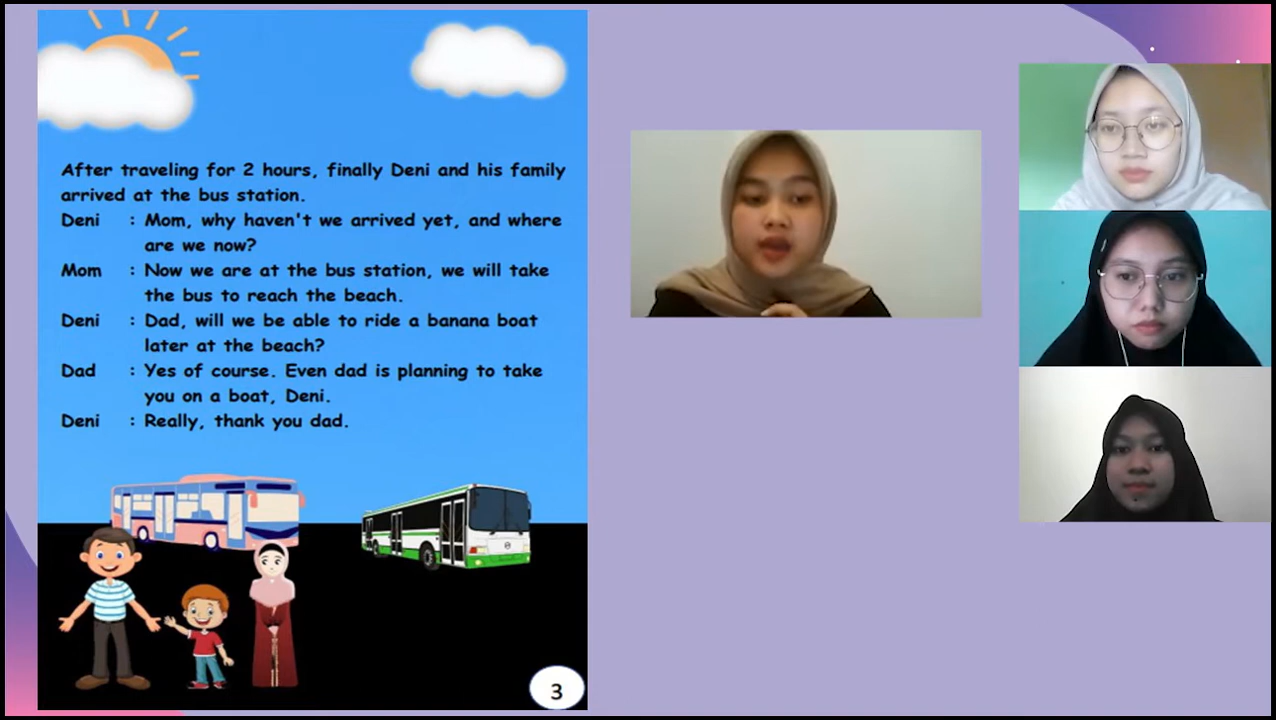 After traveling for 2 hours, finally Deni and his family
arrived at the bus station.
Deni : Mom, why haven't we arrived yet, and where
are we now?
Mom : Now we are at the bus station, we will take
the bus to reach the beach.
Deni : Dad, will we be able to ride a banana boat
later at the beach?
Dad : Yes of course. Even dad is planning to take
you on a boat, Deni.
Deni : Really, thank you dad.
3